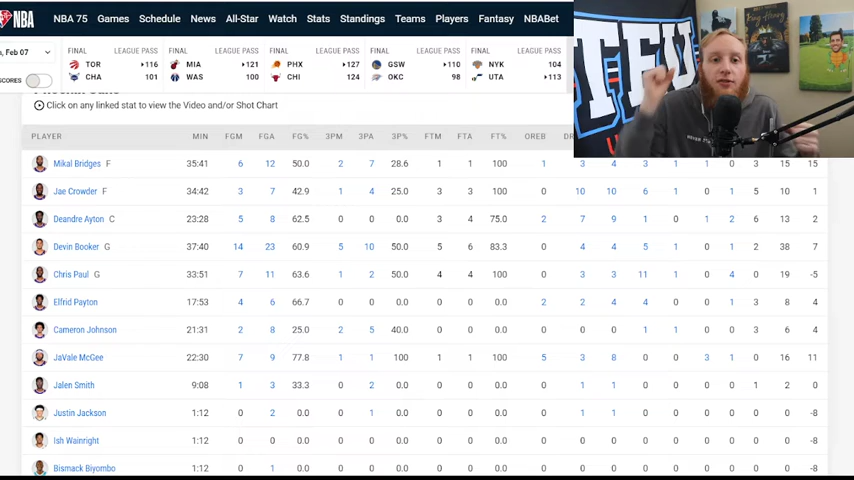 NBA NBA 75 Games Schedule News All-Star Watch Stats Standings Teams Players Fantasy NBABet
, Feb 07 FINAL LEAGUE PASS FINAL LEAGUE PASS FINAL LEAGUE PASS FINAL LEAGUE PASS FINAL LEAGUE PASS
TOR 116 MIA 121 PHX 127 GSW 110 NYK 104
SCORES CHA 101 WAS 100 CHI 124 OKC 98 UTA 113
TFU
Click on any linked stat to view the Video and/or Shot Chart
PLAYER MIN FGM FGA FG% 3PM 3PA 3P% FTM FTA FT% OREB
Mikal Bridges F 35:41 6 12 50.0 2 7 28.6 1 1 100 1 3 4 3 1 1 0 3 15 15
Jae Crowder F 34:42 3 7 42.9 1 4 25.0 3 3 100 0 10 10 6 1 0 1 5 10 1
Deandre Ayton C 23:28 5 8 62.5 0 0 0.0 3 4 75.0 2 7 9 1 0 1 2 6 13 2
Devin Booker G 37:40 14 23 60.9 5 10 50.0 5 6 83.3 0 4 4 5 1 0 1 2 38 7
Chris Paul G 33:51 7 11 63.6 1 2 50.0 4 4 100 0 3 3 11 1 0 4 0 19 -5
Elfrid Payton 17:53 4 6 66.7 0 0 0.0 0 0 0.0 2 2 4 4 0 0 1 3 8 4
Cameron Johnson 21:31 2 8 25.0 2 5 40.0 0 0 0.0 0 0 0 1 1 0 0 3 6 4
JaVale McGee 22:30 7 9 77.8 1 1 100 1 1 100 5 3 8 0 0 3 1 0 16 11
Jalen Smith 9:08 1 3 33.3 0 2 0.0 0 0 0.0 0 1 1 0 0 0 0 1 2 0
Justin Jackson 1:12 0 2 0.0 0 1 0.0 0 0 0.0 0 1 1 0 0 0 0 0 0 -8
Ish Wainright 1:12 0 0 0.0 0 0 0.0 0 0 0.0 0 0 0 0 0 0 0 0 0 -8
Bismack Biyombo 1:12 0 1 0.0 0 0 0.0 0 0 0.0 0 0 0 0 0 0 0 0 0 -8